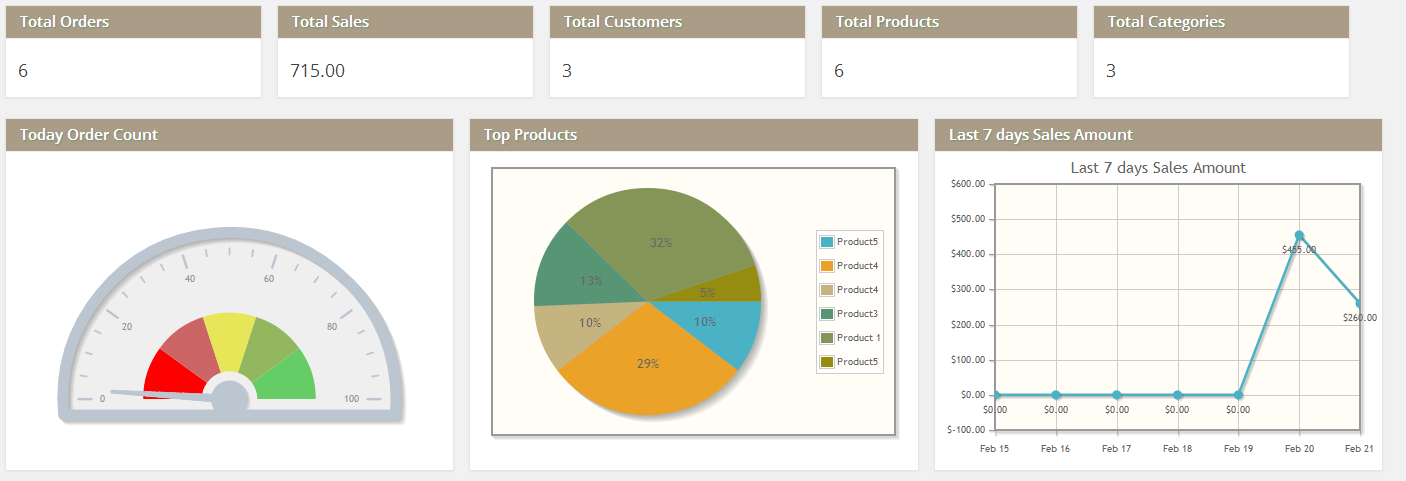 Total Orders
6
Total Sales
715.00
Total Customers
3
Total Products
6
Total Categories
3
Today Order Count
0
20
40
60
80
100
Top Products
32%
13%
5%
10%
10%
29%
Product5
Product4
Product4
Product3
Product 1
Product5
Last 7 days Sales Amount
Last 7 days Sales Amount
$600.00
$500.00
$400.00
$300.00
$200.00
$100.00
$0.00
$-100.00
$0.00
$0.00
$0.00
$0.00
$0.00
$455.00
$260.00
Feb 15
Feb 16
Feb 17
Feb 18
Feb 19
Feb 20
Feb 21